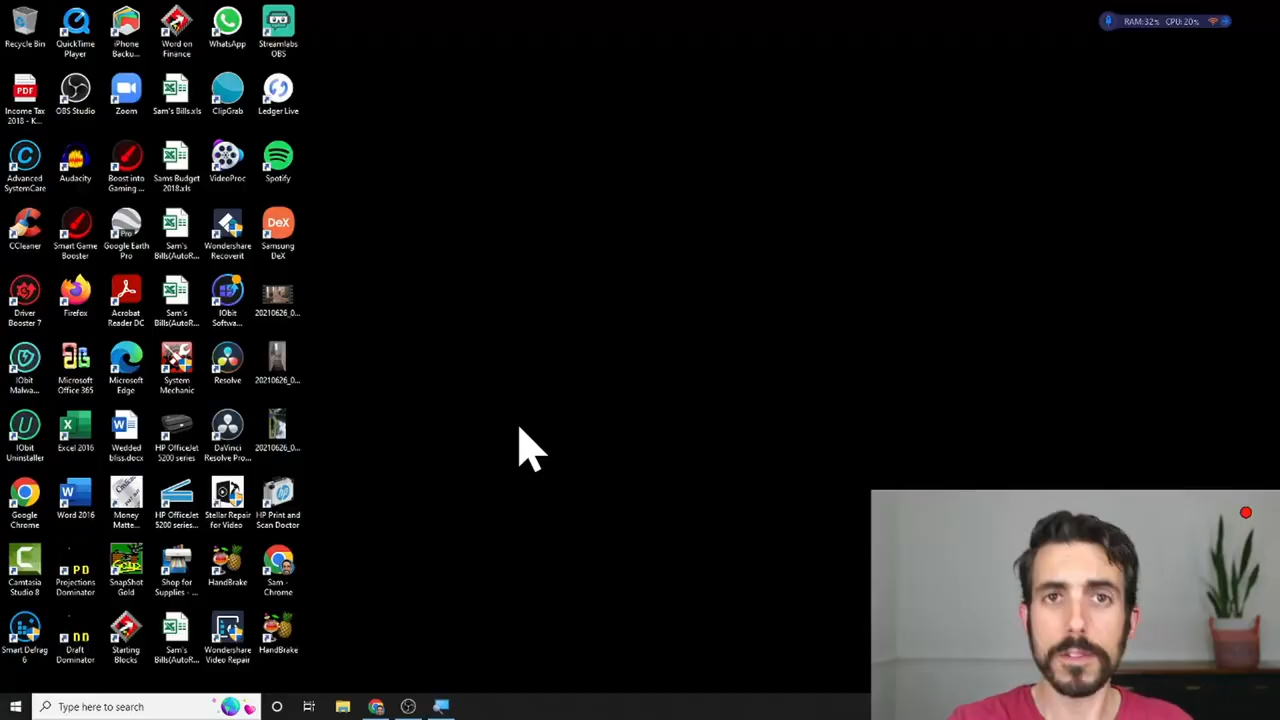 RAM:32% CPU:20%
Recycle Bin
QuickTime
Player
iPhone
Backu...
Word on
Finance
WhatsApp
Streamlabs
OBS
PDF
Income Tax
2018 - K...
OBS Studio
Zoom
Sam's Bills.xls
ClipGrab
Ledger Live
Advanced
SystemCare
Audacity
Boost into
Gaming ...
Sams Budget
2018.xls
VideoProc
Spotify
CCleaner
Smart Game
Booster
Pro
Google Earth
Pro
Sam's
Bills(AutoR...
Wondershare
Recoverit
DeX
Samsung
DeX
Driver
Booster 7
Firefox
Acrobat
Reader DC
Sam's
Bills(AutoR...
IObit
Softwa...
20210626_0...
IObit
Malwa...
Microsoft
Office 365
Microsoft
Edge
System
Mechanic
Resolve
20210626_0...
IObit
Uninstaller
Excel 2016
Wedded
bliss.docx
HP OfficeJet
5200 series
DaVinci
Resolve Pro...
20210626_0...
Google
Chrome
Word 2016
Money
Matte...
HP OfficeJet
5200 series...
Stellar Repair
for Video
HP Print and
Scan Doctor
Camtasia
Studio 8
PD
Projections
Dominator
SnapShot
Gold
Shop for
Supplies - ...
HandBrake
Sam -
Chrome
Smart Defrag
6
DD
Draft
Dominator
Starting
Blocks
Sam's
Bills(AutoR...
Wondershare
Video Repair
HandBrake
Type here to search